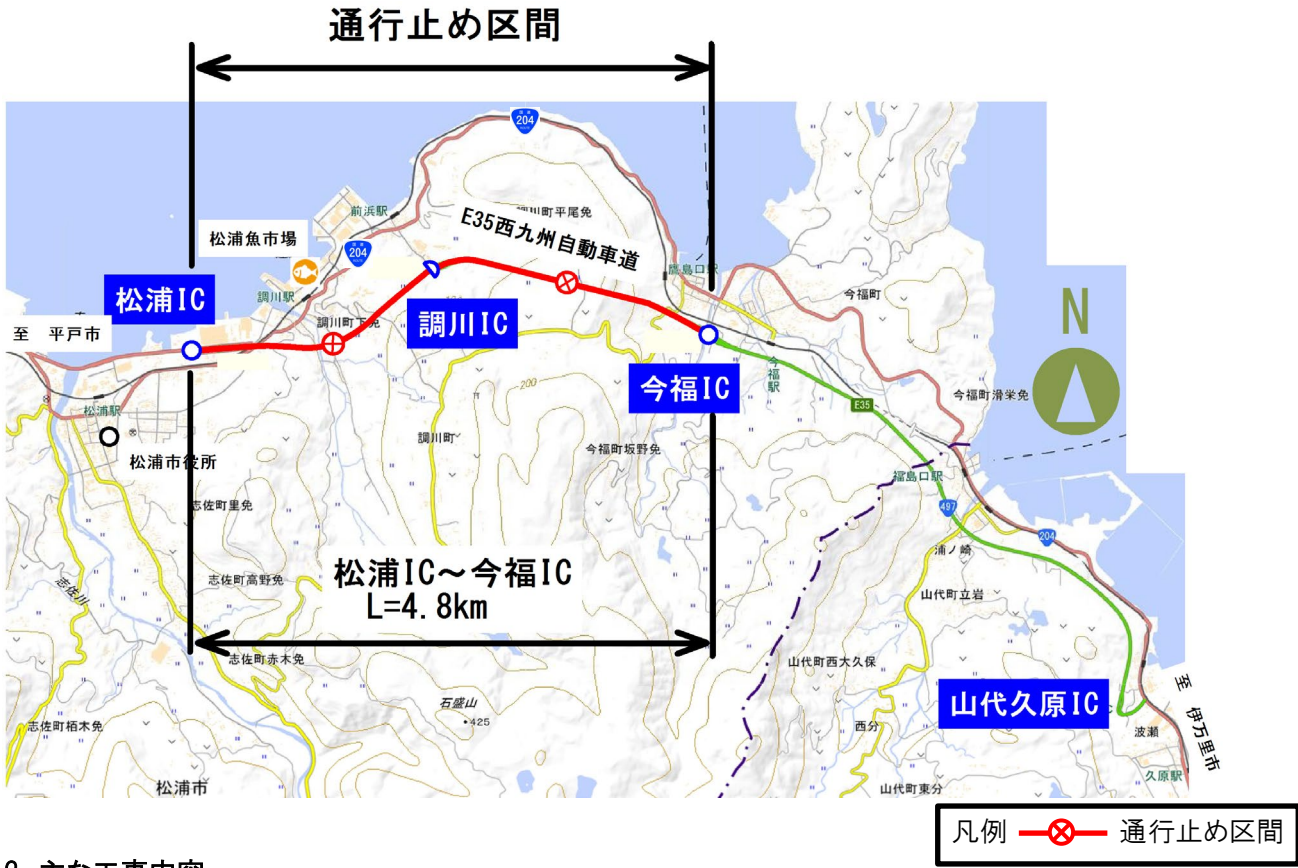 通行止め区間
204
調川町平尾免
前浜駅
E35西九州自動車道
松浦魚市場
204
鷹島口駅
松浦IC
調川駅
今福町
N
至 平戸市
調川町下免
調川IC
今福駅
今福IC
E35
今福町滑栄免
200
松浦駅
調川町
今福町坂野免
松浦市役所
福島口駅
志佐町里免
497
204
浦ノ崎
松浦IC～今福IC
L=4.8km
志佐町高野免
志佐川
山代町立岩
志佐町赤木免
山代町西大久保
石盛山
・425
山代久原IC
至 伊万里市
志佐町栢木免
西分
波瀬
久原駅
松浦市
山代町東分
凡例 通行止め区間